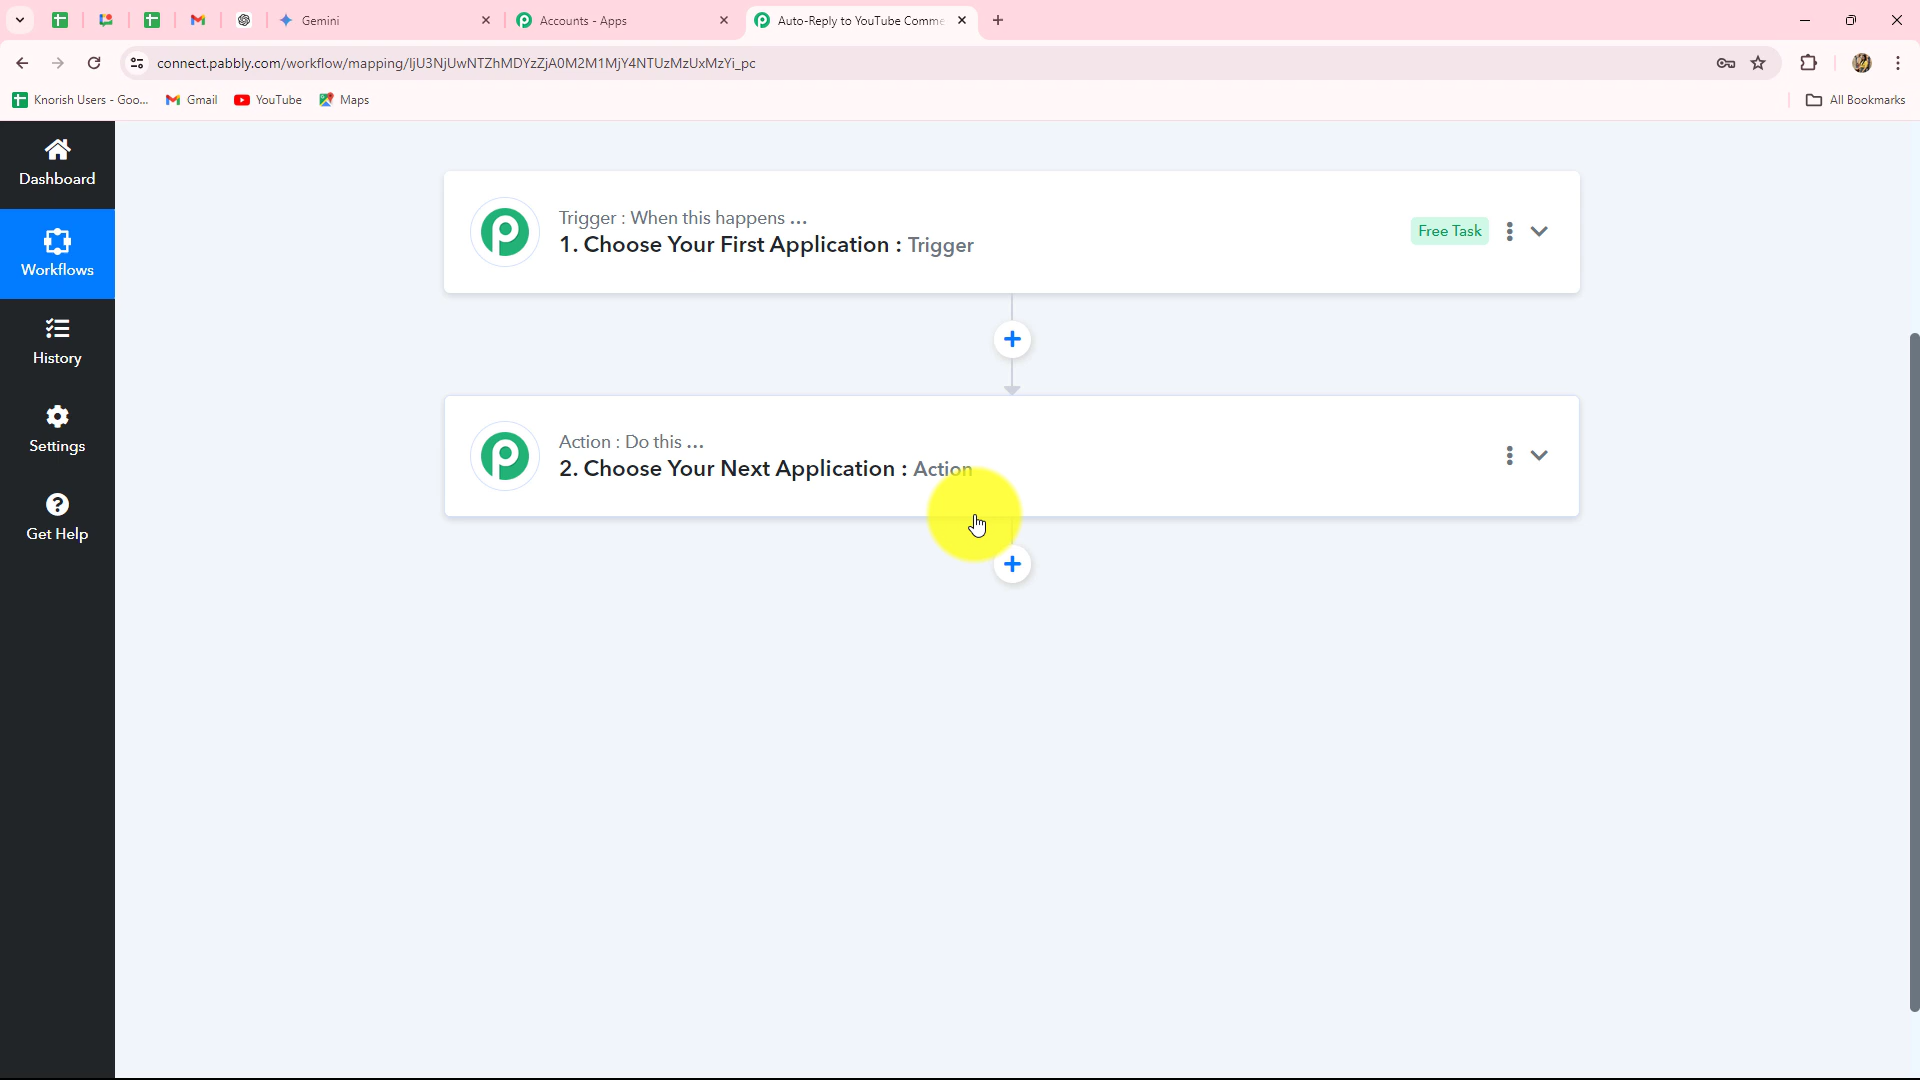 Gemini
Accounts - Apps
Auto-Reply to YouTube Comme
connect.pabbly.com/workflow/mapping/IjU3NjUwNTZhMDYzZjA0M2M1MjY4NTUzMzUxMzYi_pc
Knorish Users - Goo...
Gmail
YouTube
Maps
All Bookmarks
Dashboard
Workflows
History
Settings
Get Help
Trigger : When this happens ...
1. Choose Your First Application : Trigger
Free Task
Action : Do this ...
2. Choose Your Next Application : Action